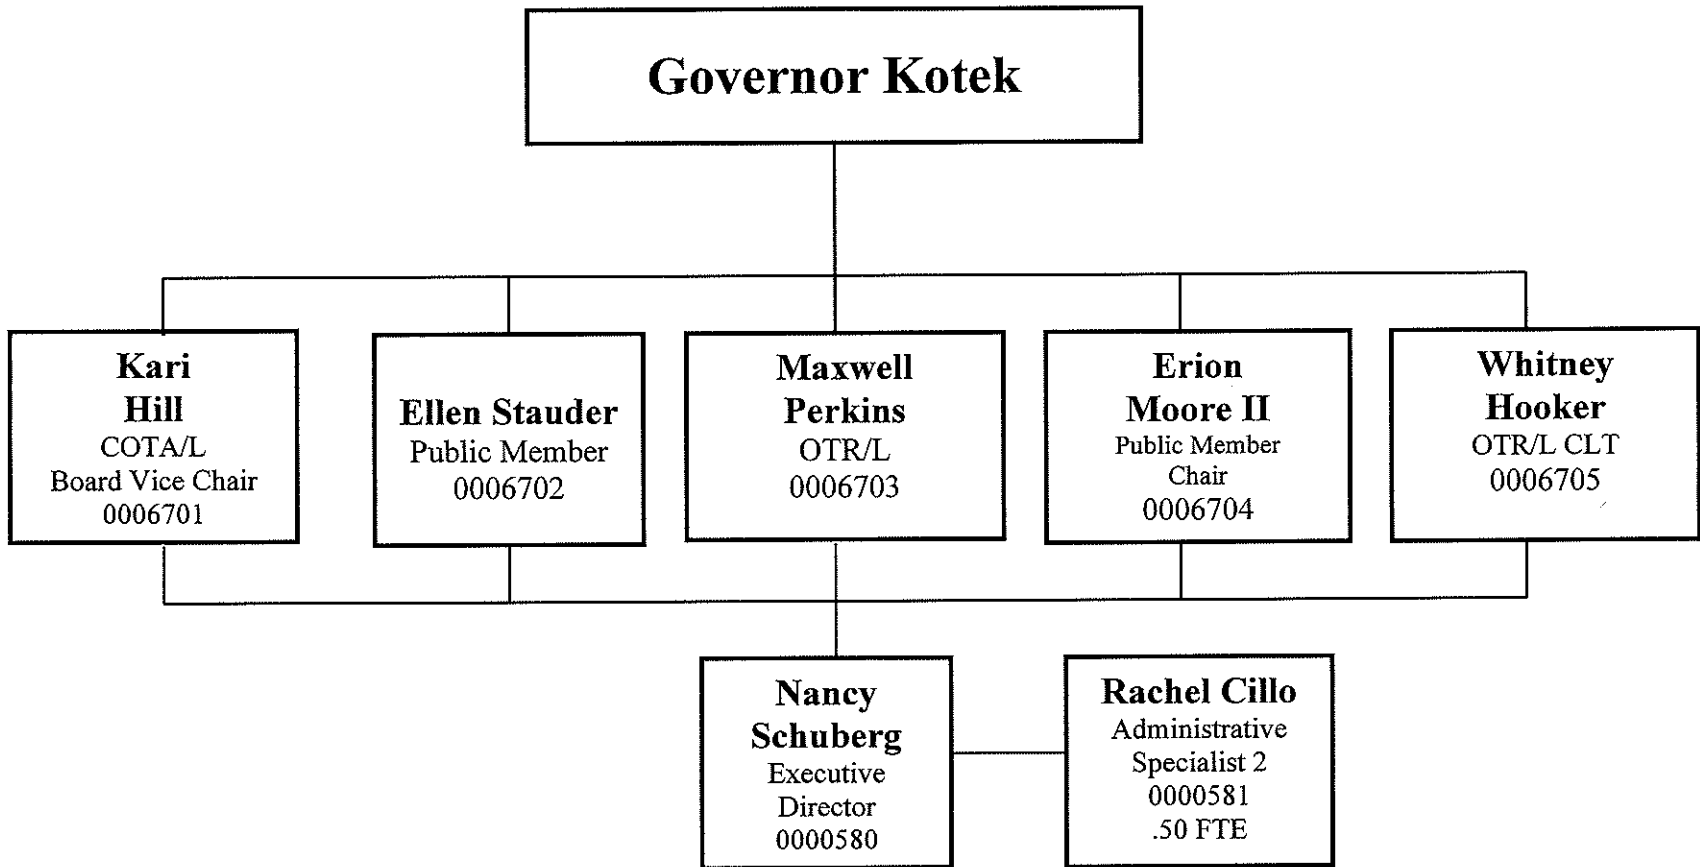 Governor Kotek
Kari
Hill
COTA/L
Board Vice Chair
0006701
Ellen Stauder
Public Member
0006702
Maxwell
Perkins
OTR/L
0006703
Erion
Moore II
Public Member
Chair
0006704
Whitney
Hooker
OTR/L CLT
0006705
Nancy
Schuberg
Executive
Director
0000580
Rachel Cillo
Administrative
Specialist 2
0000581
.50 FTE